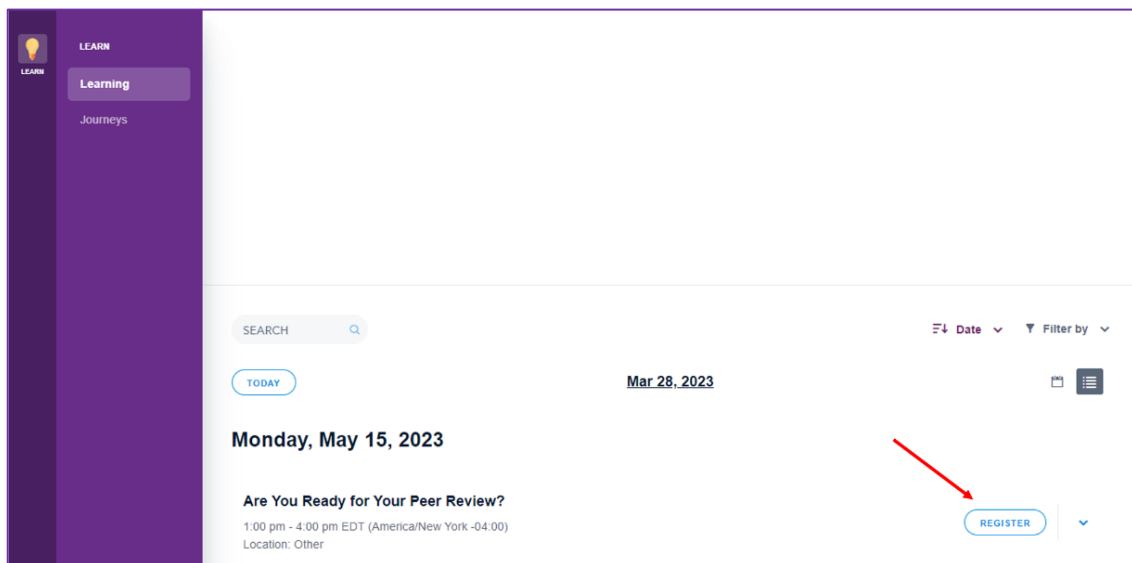 LEARN
LEARN
Learning
Journeys
SEARCH
Date
Filter by
TODAY
Mar 28, 2023
Monday, May 15, 2023
Are You Ready for Your Peer Review?
1:00 pm - 4:00 pm EDT (America/New York -04:00)
Location: Other
REGISTER